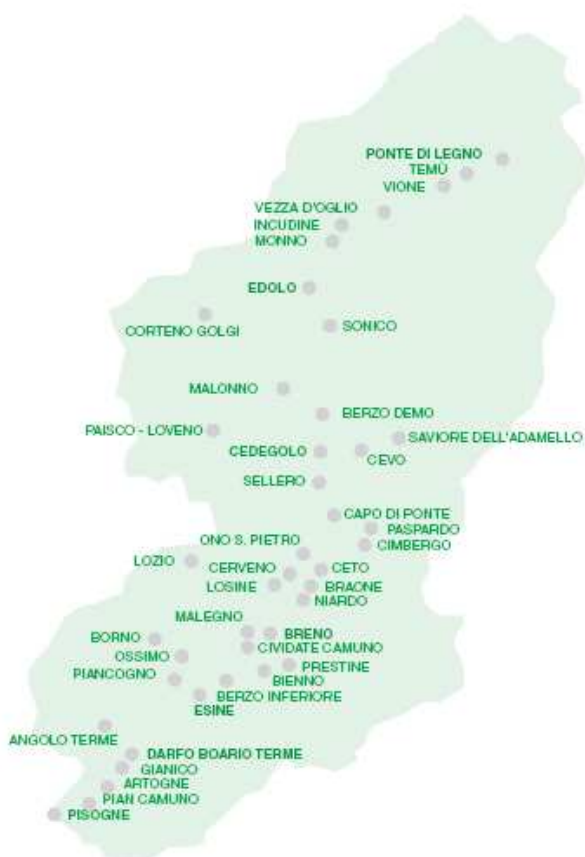 PONTE DI LEGNO
TEMÙ
VIONE
VEZZA D'OGLIO
INCUDINE
MONNO
EDOLO
CORTENO GOLGI
SONICO
MALONNO
BERZO DEMO
PAISCO - LOVENO
SAVIORE DELL'ADAMELLO
CEDEGOLO
CEVO
SELLERO
CAPO DI PONTE
PASPARDO
ONO S. PIETRO
CIMBERGO
LOZIO
CERVENO
CETO
LOSINE
BRAONE
NIARDO
MALEGNO
BORNO
BRENO
CIVIDATE CAMUNO
OSSIMO
PRESTINE
PIANCOGNO
BIENNO
BERZO INFERIORE
ESINE
ANGOLO TERME
DARFO BOARIO TERME
GIANICO
ARTOGNE
PIAN CAMUNO
PISOGNE